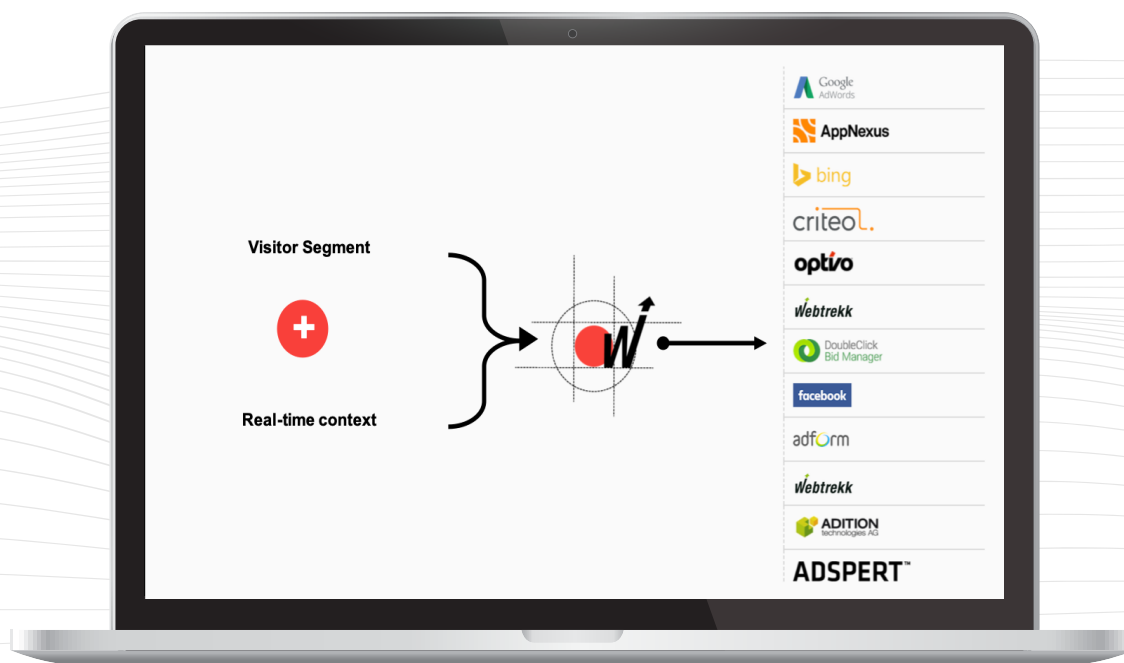 Visitor Segment
+
Real-time context
W
Google
AdWords
AppNexus
bing
criteo
optivo
Webtrekk
DoubleClick
Bid Manager
facebook
adform
Webtrekk
ADITION
technologies AG
ADSPERT™